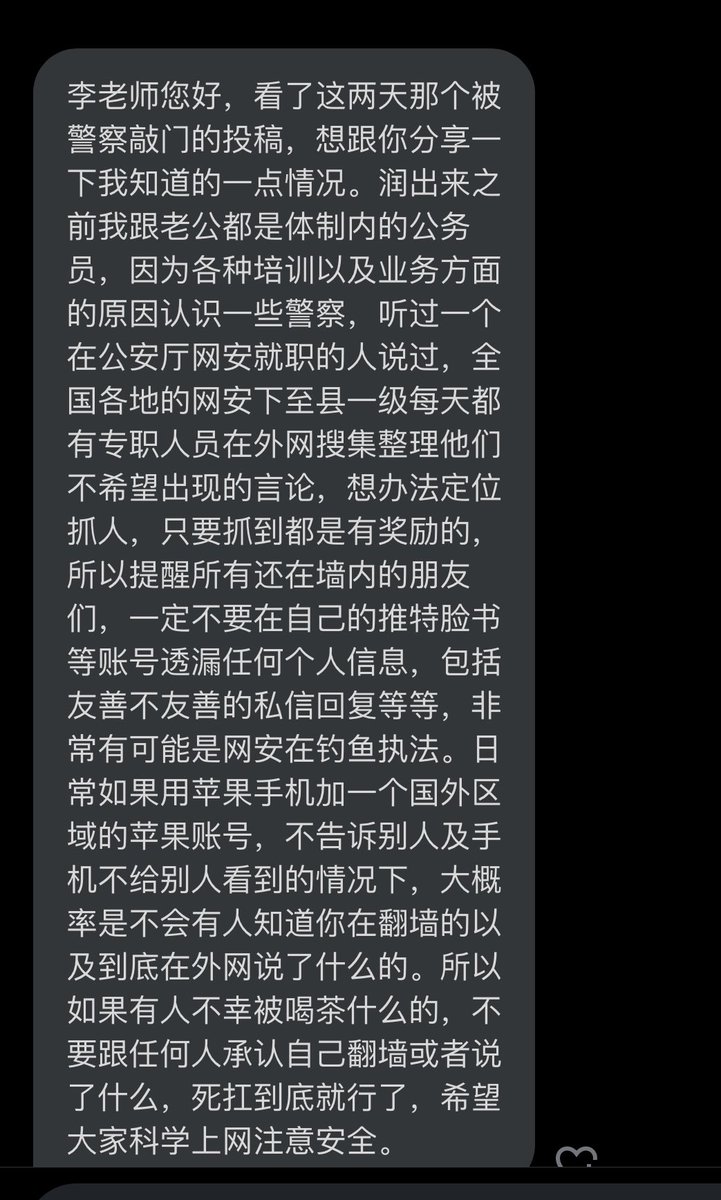 李老师您好，看了这两天那个被
警察敲门的投稿，想跟你分享一
下我知道的一点情况。润出来之
前我跟老公都是体制内的公务
员，因为各种培训以及业务方面
的原因认识一些警察，听过一个
在公安厅网安就职的人说过，全
国各地的网安下至县一级每天都
有专职人员在外网搜集整理他们
不希望出现的言论，想办法定位
抓人，只要抓到都是有奖励的，
所以提醒所有还在墙内的朋友
们，一定不要在自己的推特脸书
等账号透漏任何个人信息，包括
友善不友善的私信回复等等，非
常有可能是网安在钓鱼执法。日
常如果用苹果手机加一个国外区
域的苹果账号，不告诉别人及手
机不给别人看到的情况下，大概
率是不会有人知道你在翻墙的以
及到底在外网说了什么的。所以
如果有人不幸被喝茶什么的，不
要跟任何人承认自己翻墙或者说
了什么，死扛到底就行了，希望
大家科学上网注意安全。